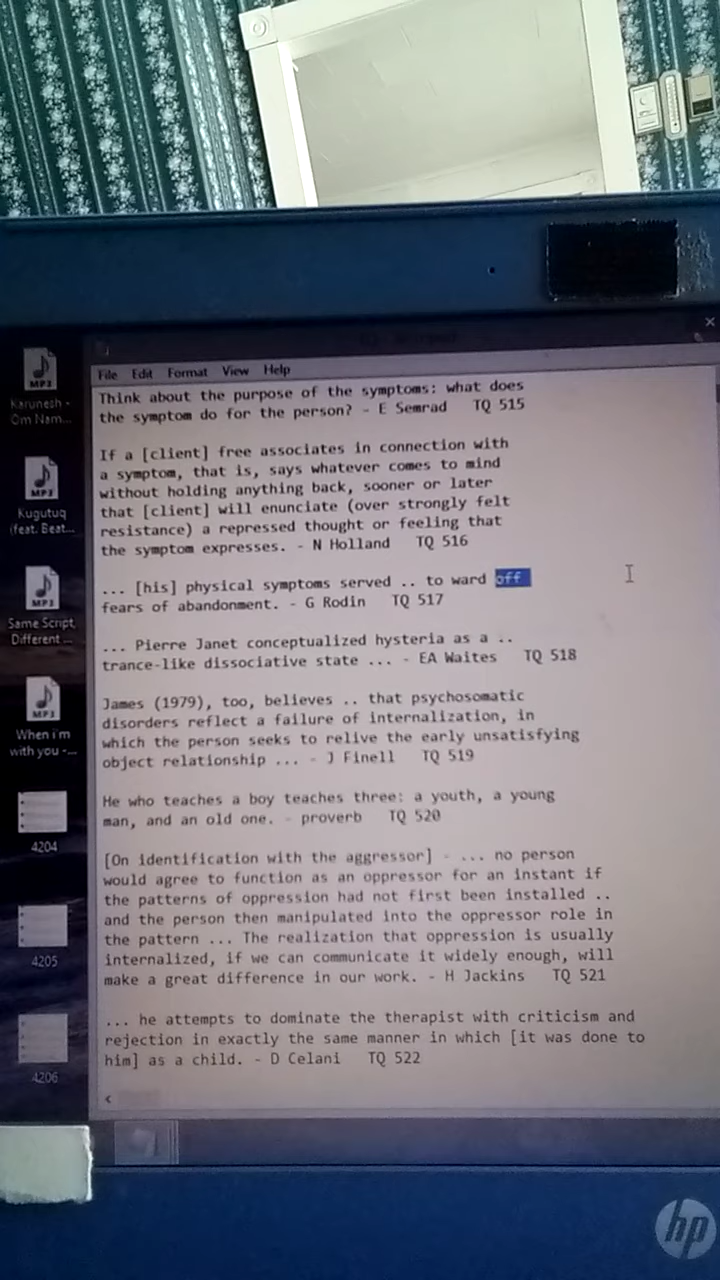 File Edit Format View Help
Think about the purpose of the symptoms: what does
the symptom do for the person? - E Semrad TQ 515
If a [client] free associates in connection with
a symptom, that is, says whatever comes to mind
without holding anything back, sooner or later
that [client] will enunciate (over strongly felt
resistance) a repressed thought or feeling that
the symptom expresses. - N Holland TQ 516
... [his] physical symptoms served .. to ward off
fears of abandonment. - G Rodin TQ 517
... Pierre Janet conceptualized hysteria as a ..
trance-like dissociative state ... - EA Waites TQ 518
James (1979), too, believes .. that psychosomatic
disorders reflect a failure of internalization, in
which the person seeks to relive the early unsatisfying
object relationship ... - J Finell TQ 519
He who teaches a boy teaches three: a youth, a young
man, and an old one. - proverb TQ 520
[On identification with the aggressor] - ... no person
would agree to function as an oppressor for an instant if
the patterns of oppression had not first been installed ..
and the person then manipulated into the oppressor role in
the pattern ... The realization that oppression is usually
internalized, if we can communicate it widely enough, will
make a great difference in our work. - H Jackins TQ 521
... he attempts to dominate the therapist with criticism and
rejection in exactly the same manner in which [it was done to
him] as a child. - D Celani TQ 522
MP3
Karunesh -
Om Nam...
MP3
Kugutuq
(feat. Beat...
MP3
Same Script,
Different ...
MP3
When i'm
with you -...
4204
4205
4206
hp